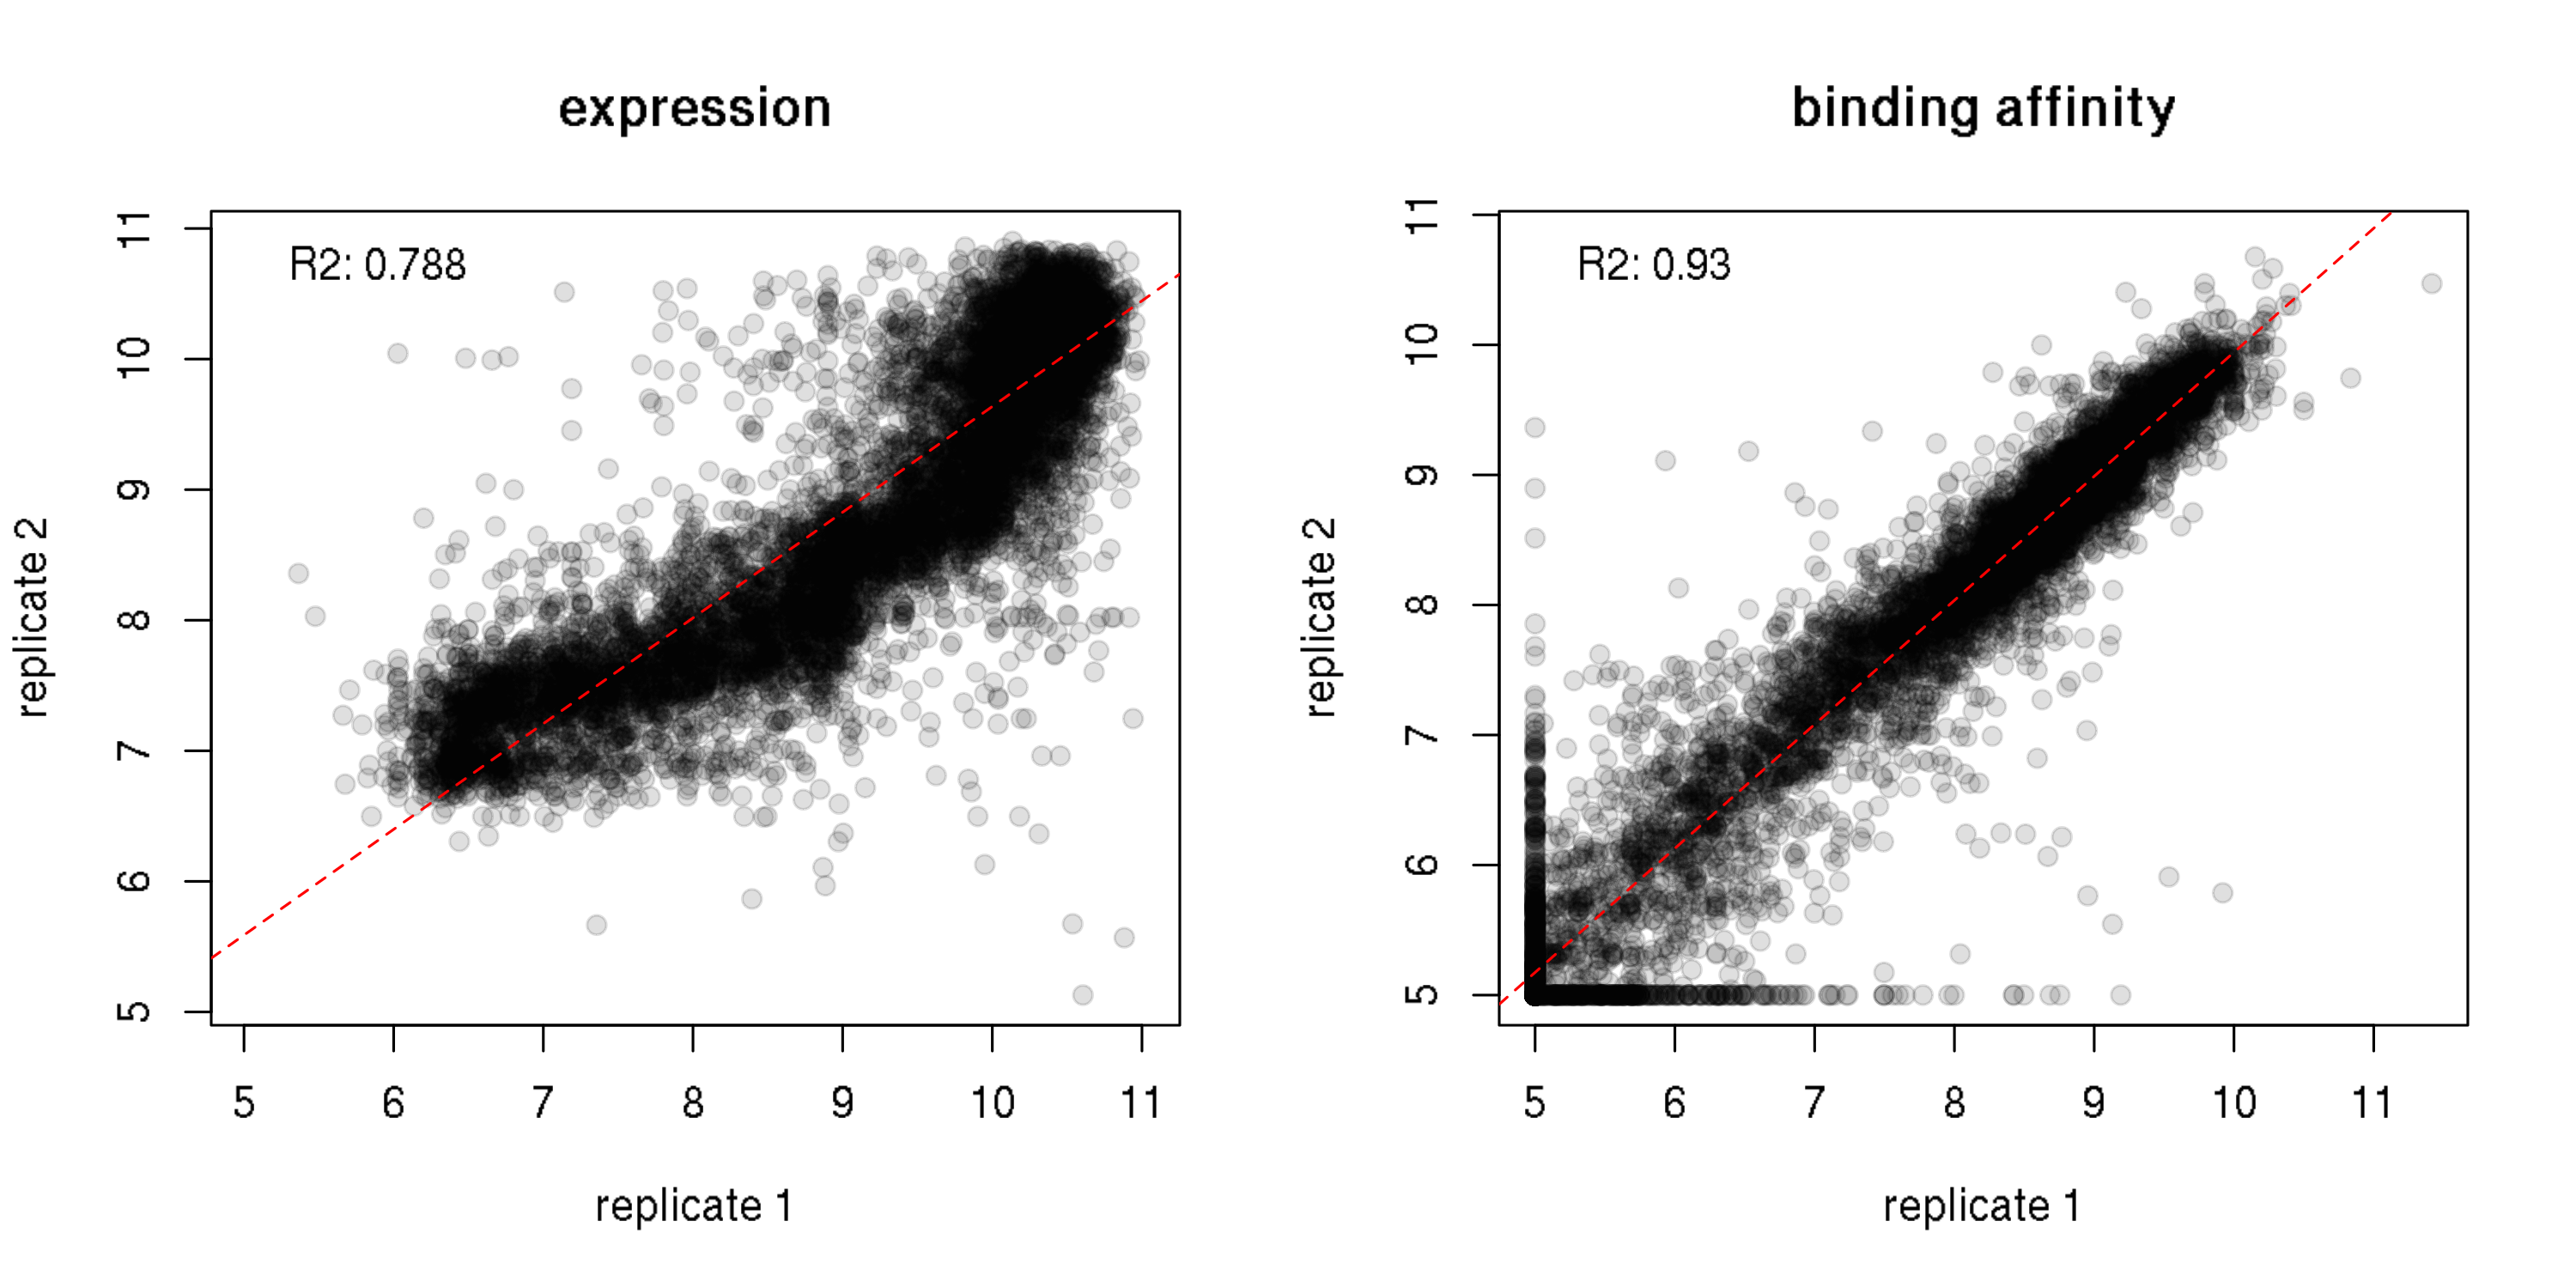 expression
R2: 0.788
11
10
9
8
7
6
5
replicate 2
5 6 7 8 9 10 11
replicate 1
binding affinity
R2: 0.93
11
10
9
8
7
6
5
replicate 2
5 6 7 8 9 10 11
replicate 1